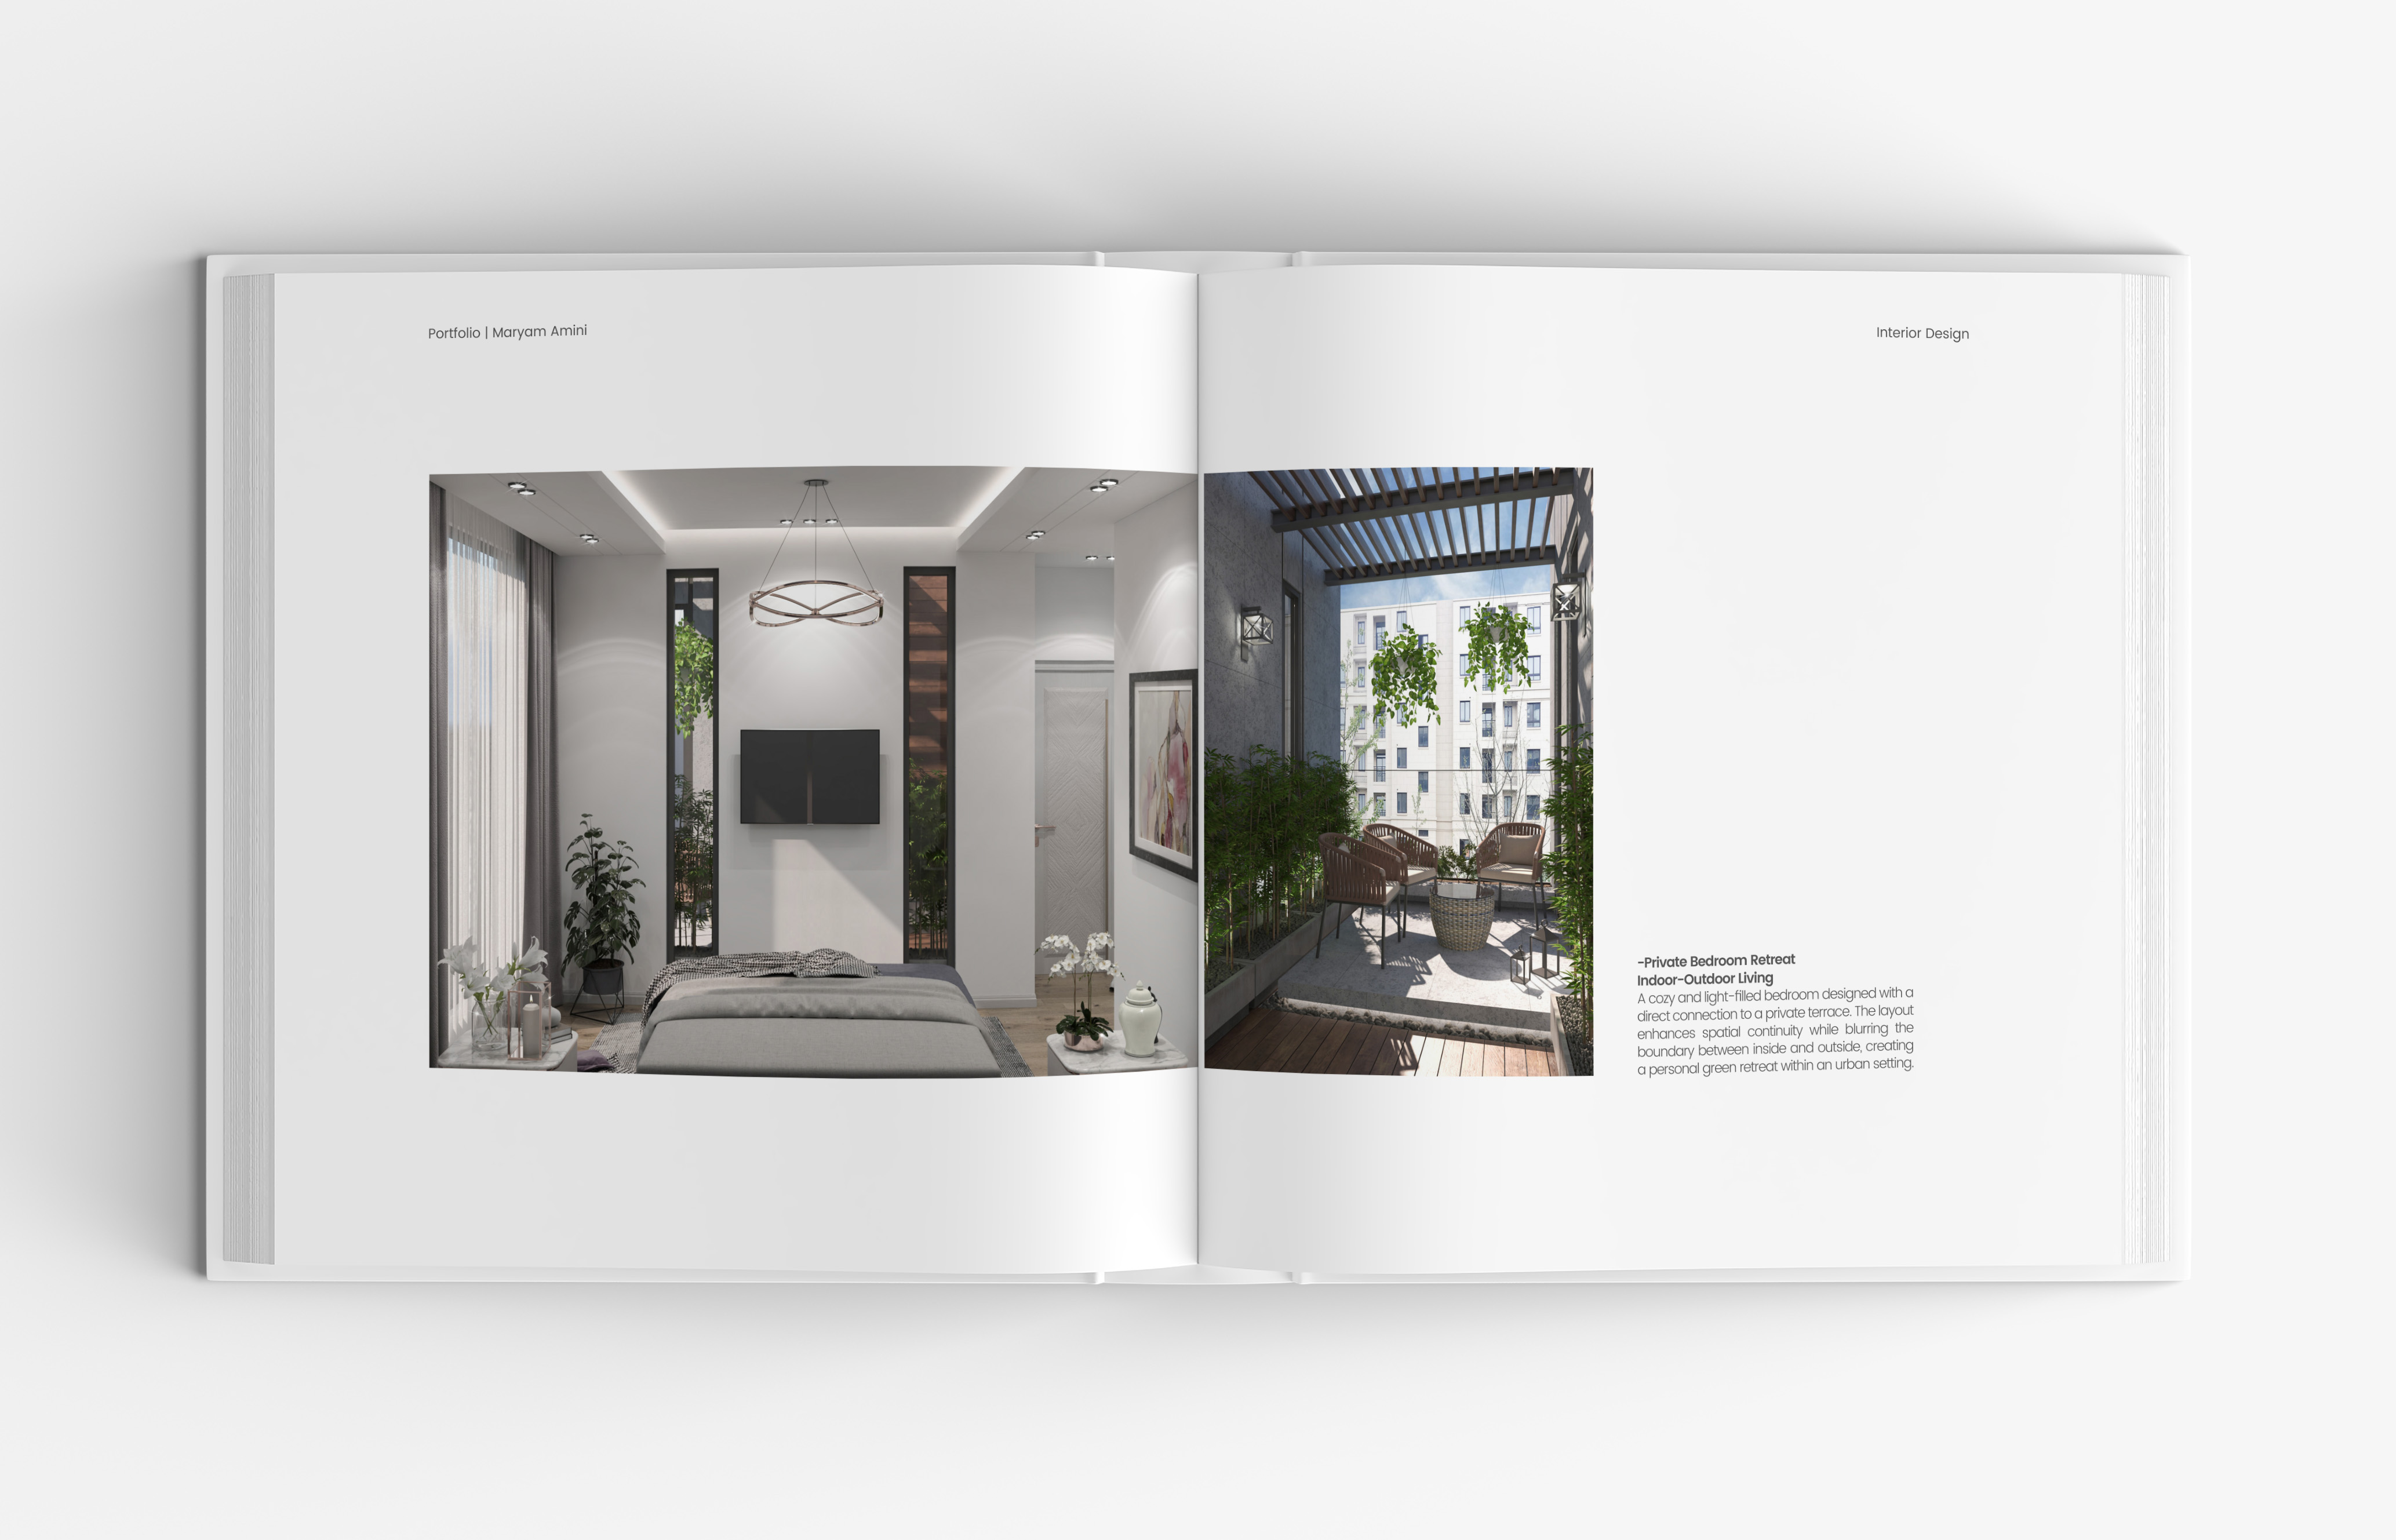 Portfolio | Maryam Amini
Interior Design
-Private Bedroom Retreat
Indoor-Outdoor Living
A cozy and light-filled bedroom designed with a
direct connection to a private terrace. The layout
enhances spatial continuity while blurring the
boundary between inside and outside, creating
a personal green retreat within an urban setting.